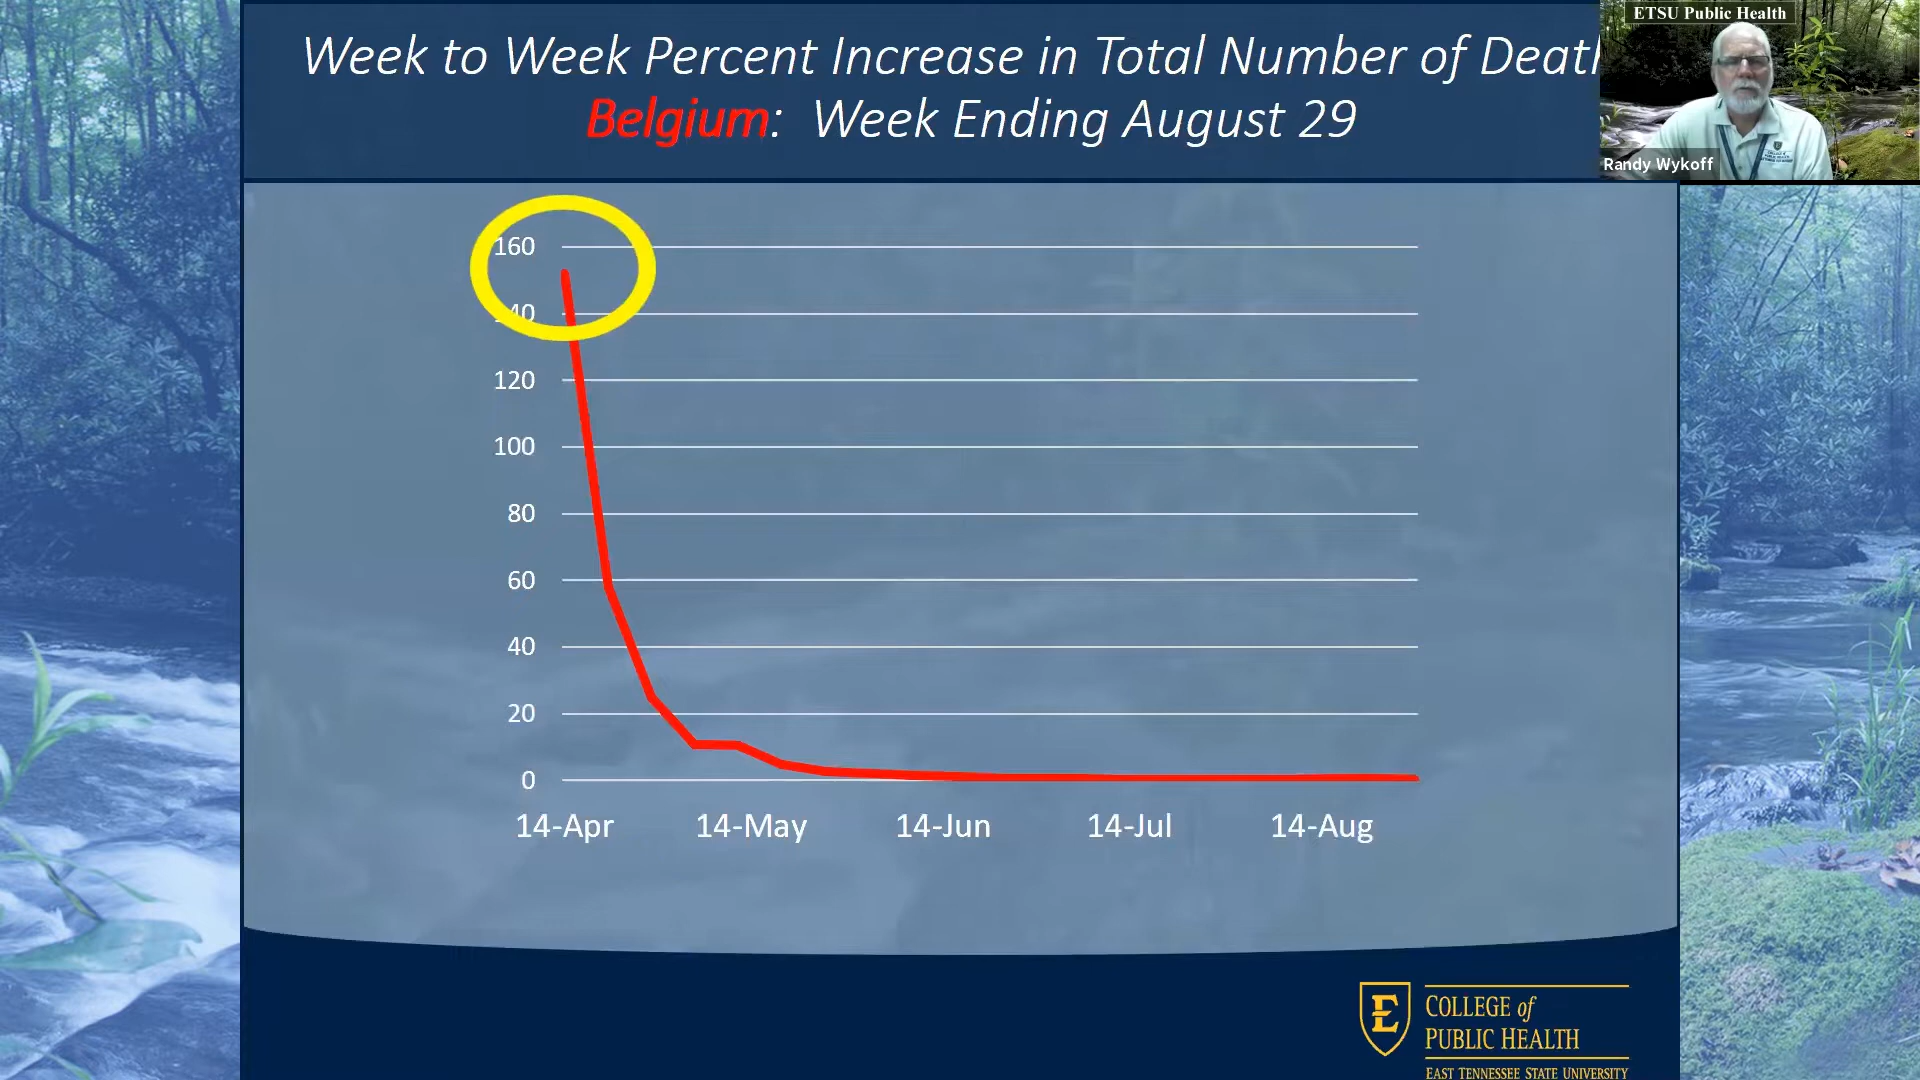 Week to Week Percent Increase in Total Number of Deat
Belgium: Week Ending August 29
ETSU Public Health
Randy Wykoff
160
140
120
100
80
60
40
20
0
14-Apr 14-May 14-Jun 14-Jul 14-Aug
E
COLLEGE of
PUBLIC HEALTH
EAST TENNESSEE STATE UNIVERSITY